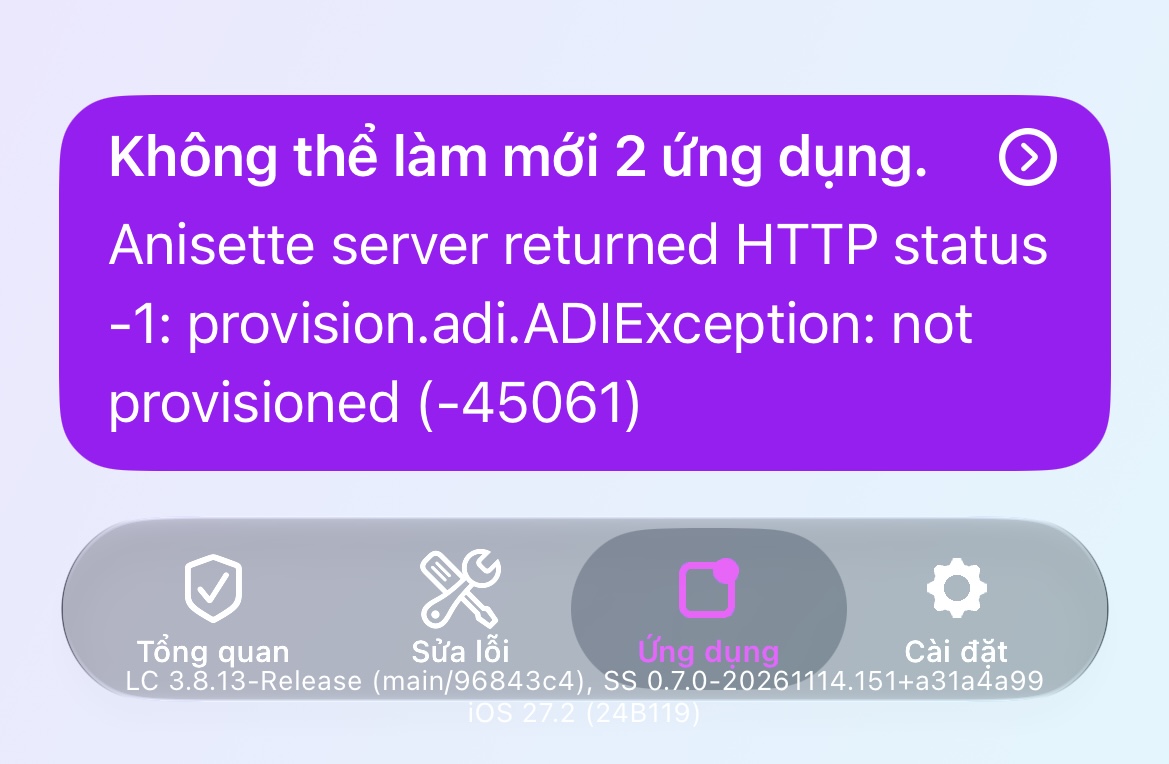 Không thể làm mới 2 ứng dụng.
Anisette server returned HTTP status
-1: provision.adi.ADIException: not
provisioned (-45061)
Tổng quan
Sửa lỗi
Ứng dụng
Cài đặt
LC 3.8.13-Release (main/96843c4), SS 0.7.0-20261114.151+a31a4a99
iOS 27.2 (24B119)